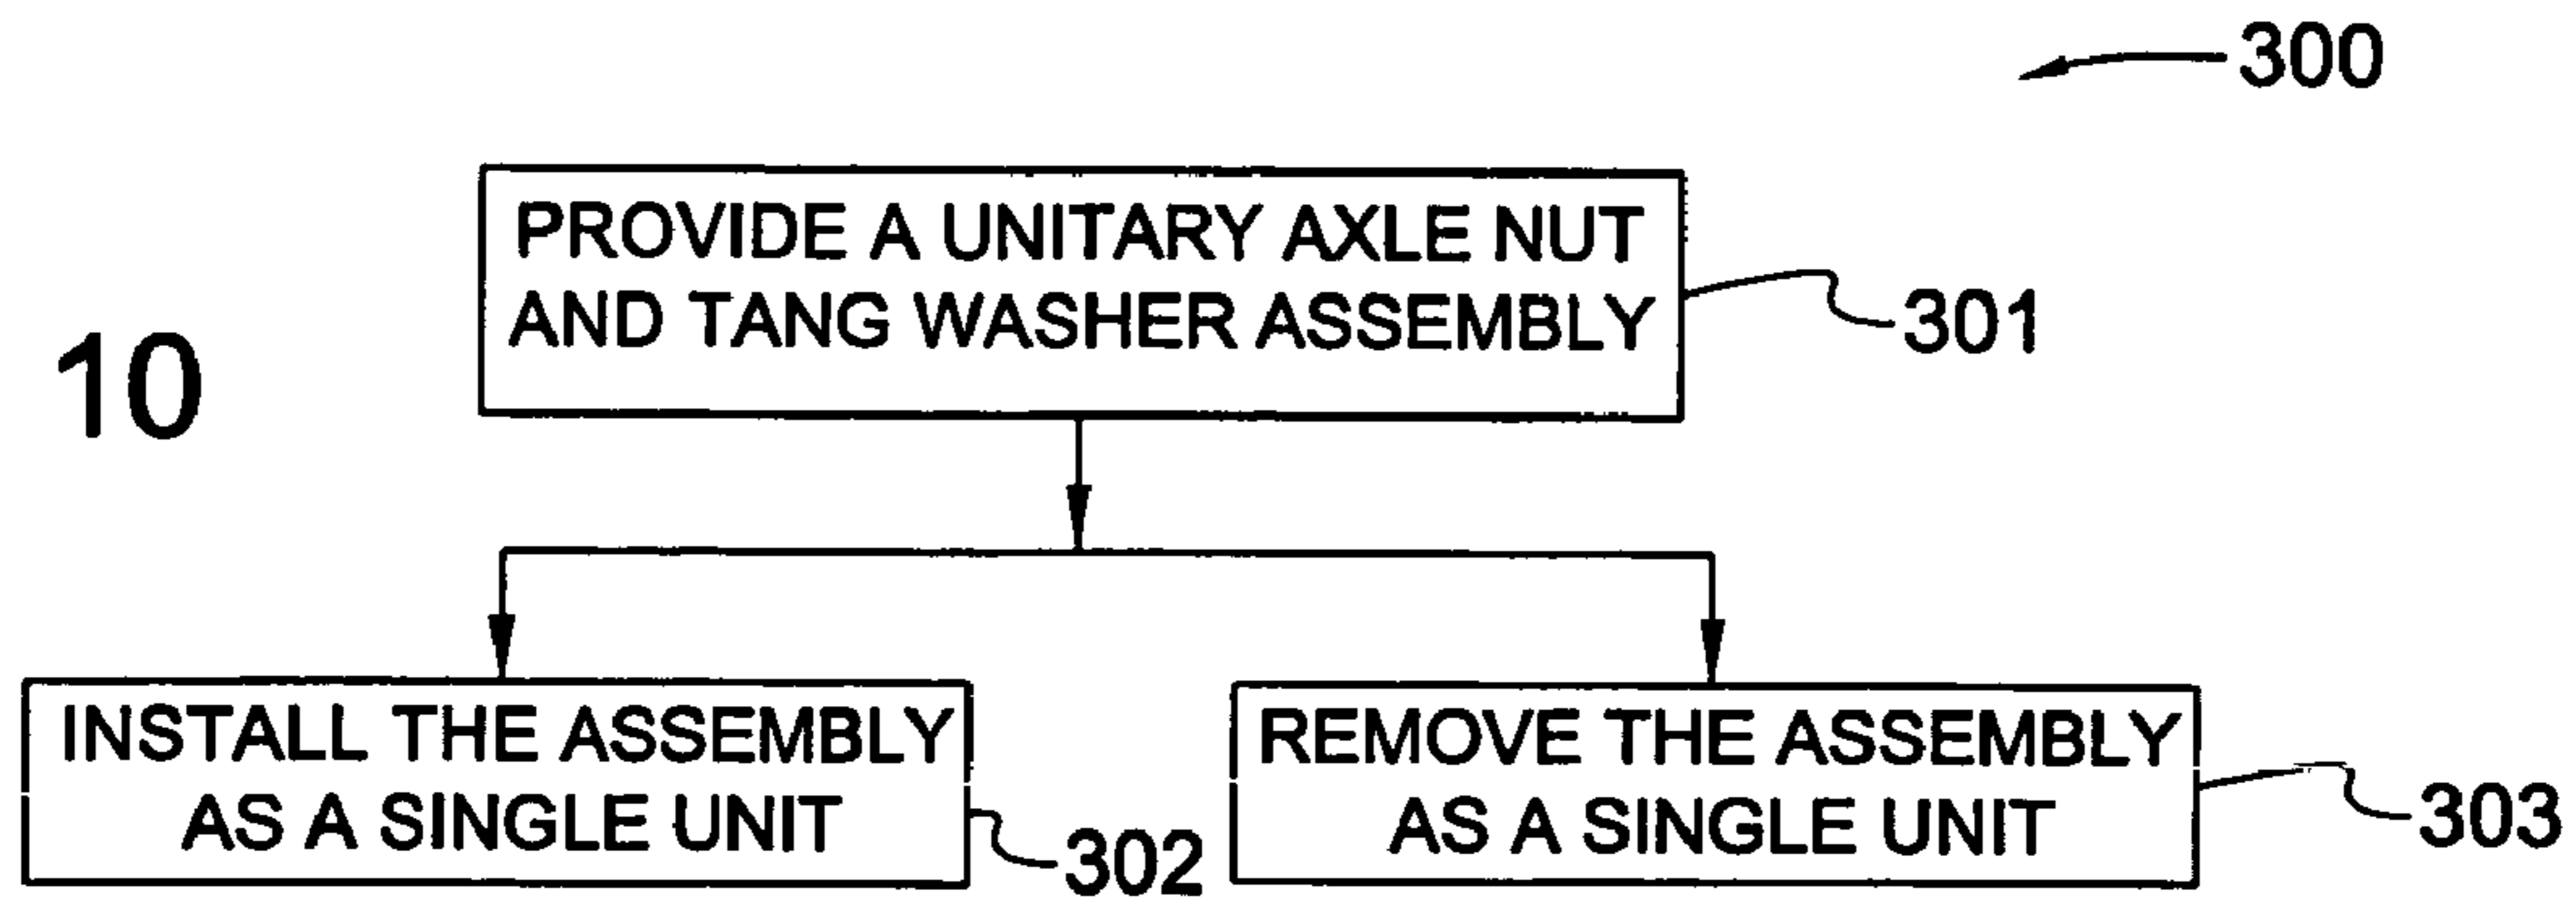 300
PROVIDE A UNITARY AXLE NUT
AND TANG WASHER ASSEMBLY
301
10
INSTALL THE ASSEMBLY
AS A SINGLE UNIT
302
REMOVE THE ASSEMBLY
AS A SINGLE UNIT
303